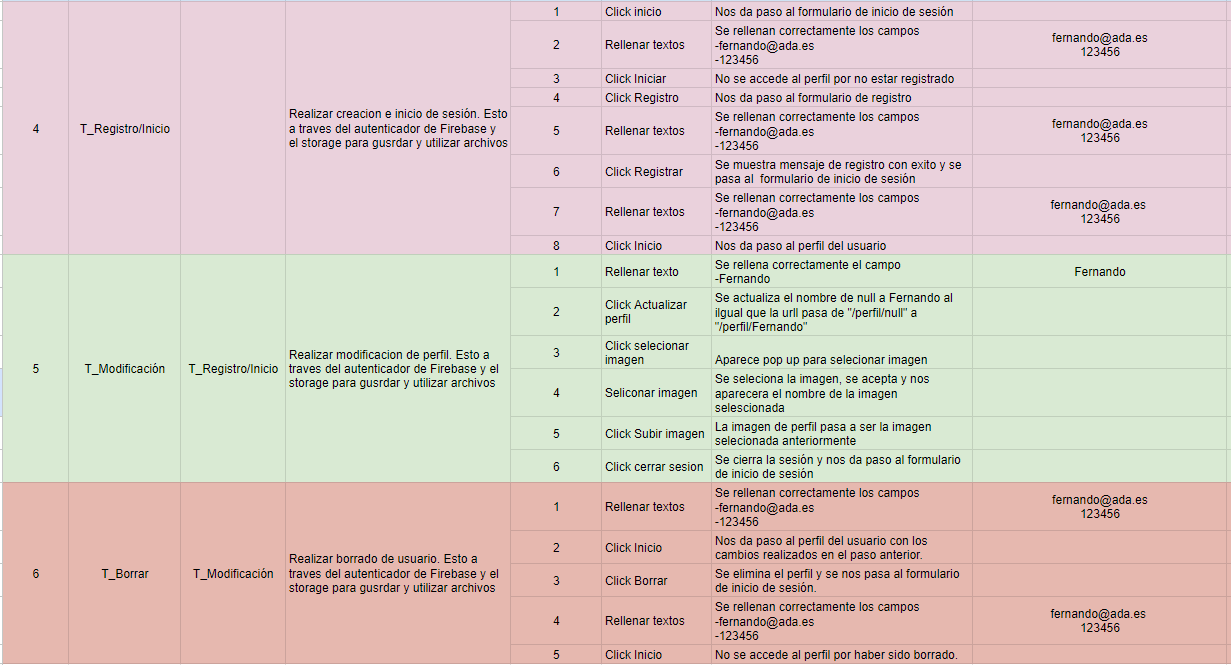 4
T_Registro/Inicio
Realizar creacion e inicio de sesión. Esto
a traves del autenticador de Firebase y
el storage para gusrdar y utilizar archivos
1
Click inicio
Nos da paso al formulario de inicio de sesión
2
Rellenar textos
Se rellenan correctamente los campos
-fernando@ada.es
-123456
fernando@ada.es
123456
3
Click Iniciar
No se accede al perfil por no estar registrado
4
Click Registro
Nos da paso al formulario de registro
5
Rellenar textos
Se rellenan correctamente los campos
-fernando@ada.es
-123456
fernando@ada.es
123456
6
Click Registrar
Se muestra mensaje de registro con exito y se
pasa al formulario de inicio de sesión
7
Rellenar textos
Se rellenan correctamente los campos
-fernando@ada.es
-123456
fernando@ada.es
123456
8
Click Inicio
Nos da paso al perfil del usuario
5
T_Modificación
T_Registro/Inicio
Realizar modificacion de perfil. Esto a
traves del autenticador de Firebase y el
storage para gusrdar y utilizar archivos
1
Rellenar texto
Se rellena correctamente el campo
-Fernando
Fernando
2
Click Actualizar
perfil
Se actualiza el nombre de null a Fernando al
ilgual que la urll pasa de "/perfil/null" a
"/perfil/Fernando"
3
Click selecionar
imagen
Aparece pop up para selecionar imagen
4
Seliconar imagen
Se seleciona la imagen, se acepta y nos
aparecera el nombre de la imagen
selescionada
5
Click Subir imagen
La imagen de perfil pasa a ser la imagen
selecionada anteriormente
6
Click cerrar sesion
Se cierra la sesión y nos da paso al formulario
de inicio de sesión
6
T_Borrar
T_Modificación
Realizar borrado de usuario. Esto a
traves del autenticador de Firebase y el
storage para gusrdar y utilizar archivos
1
Rellenar textos
Se rellenan correctamente los campos
-fernando@ada.es
-123456
fernando@ada.es
123456
2
Click Inicio
Nos da paso al perfil del usuario con los
cambios realizados en el paso anterior.
3
Click Borrar
Se elimina el perfil y se nos pasa al formulario
de inicio de sesión.
4
Rellenar textos
Se rellenan correctamente los campos
-fernando@ada.es
-123456
fernando@ada.es
123456
5
Click Inicio
No se accede al perfil por haber sido borrado.